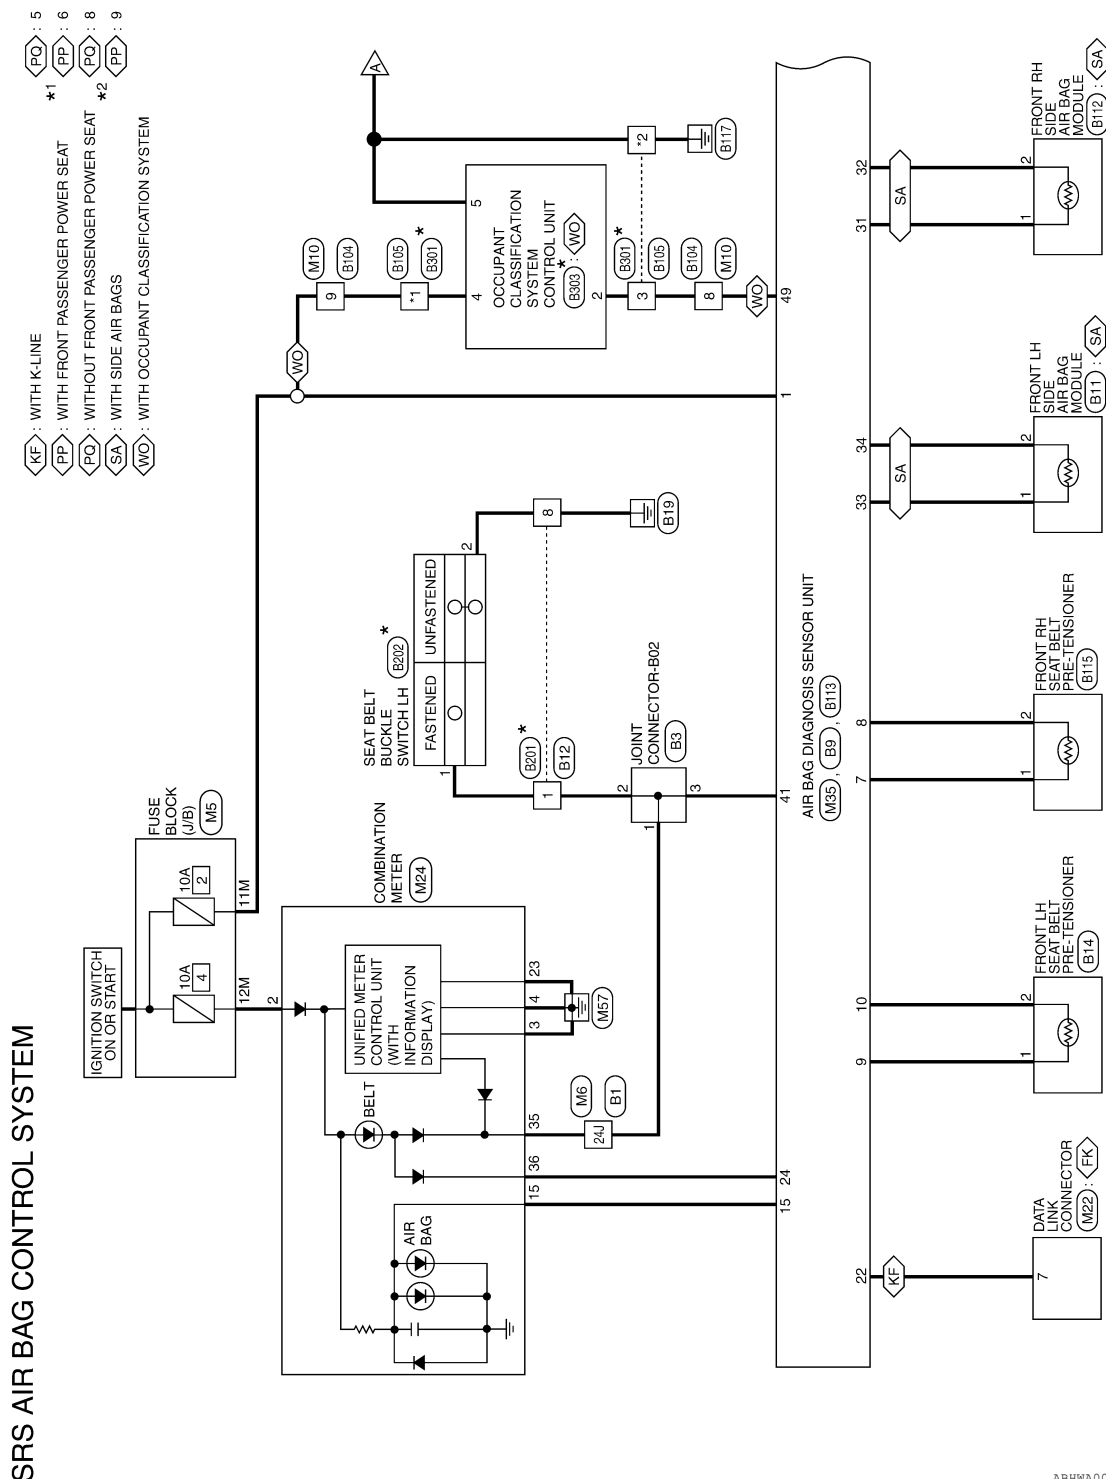 SRS AIR BAG CONTROL SYSTEM
KF : WITH K-LINE
PP : WITH FRONT PASSENGER POWER SEAT
PQ : WITHOUT FRONT PASSENGER POWER SEAT
SA : WITH SIDE AIR BAGS
WO : WITH OCCUPANT CLASSIFICATION SYSTEM
*1
PQ : 5
PP : 6
*2
PQ : 8
PP : 9
IGNITION SWITCH
ON OR START
FUSE
BLOCK
(J/B)
M5
10A
4
10A
2
12M
11M
2
COMBINATION
METER
M24
UNIFIED METER
CONTROL UNIT
(WITH
INFORMATION
DISPLAY)
BELT
AIR
BAG
15
36
35
3
4
23
M57
24J
M6
B1
SEAT BELT
BUCKLE
SWITCH LH
B202
*
FASTENED
UNFASTENED
1
2
1
B201
*
B12
8
B19
JOINT
CONNECTOR-B02
B3
1
2
3
WO
9
M10
B104
*1
B105
B301
*
OCCUPANT
CLASSIFICATION
SYSTEM
CONTROL UNIT
B303
*
: WO
4
5
2
A
3
B301
*
B105
8
B104
M10
WO
*2
B117
15
24
41
1
49
AIR BAG DIAGNOSIS SENSOR UNIT
M35 , B9 , B113
22
9
10
7
8
33
34
31
32
KF
SA
SA
7
DATA
LINK
CONNECTOR
M22 : FK
1
2
FRONT LH
SEAT BELT
PRE-TENSIONER
B14
1
2
FRONT RH
SEAT BELT
PRE-TENSIONER
B115
1
2
FRONT LH
SIDE
AIR BAG
MODULE
B11 : SA
1
2
FRONT RH
SIDE
AIR BAG
MODULE
B112 : SA